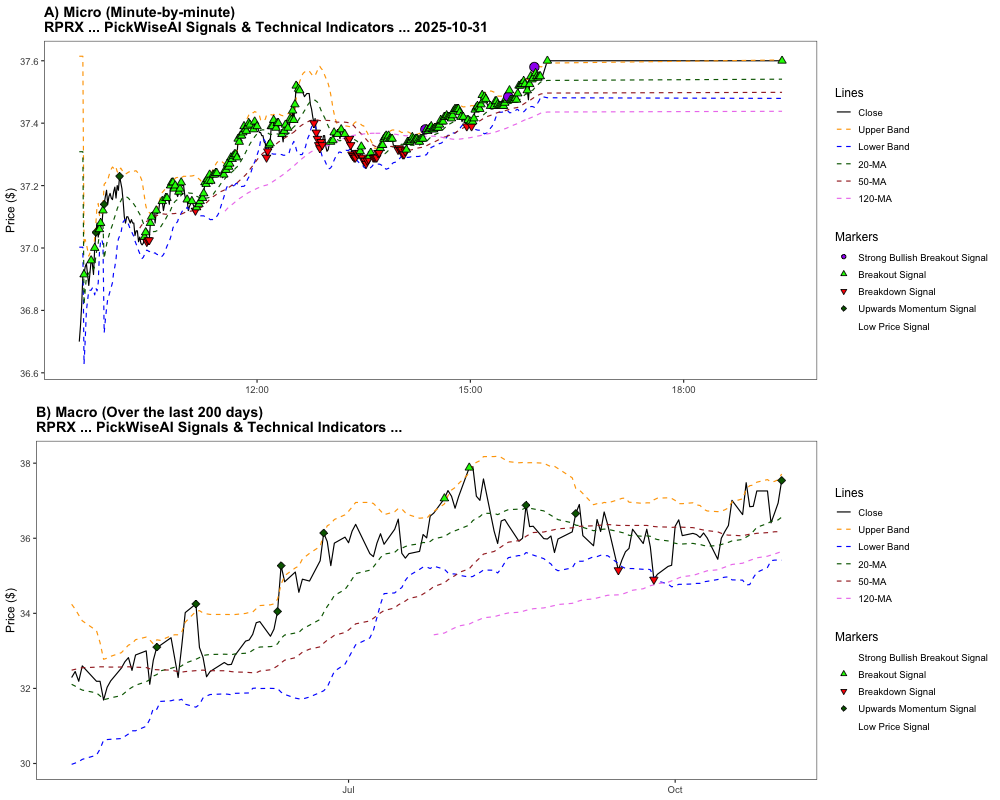 A) Micro (Minute-by-minute)
RPRX ... PickWiseAI Signals & Technical Indicators ... 2025-10-31
37.6
37.4
37.2
37.0
36.8
36.6
Price ($)
12:00
15:00
18:00
Lines
Close
Upper Band
Lower Band
20-MA
50-MA
120-MA
Markers
Strong Bullish Breakout Signal
Breakout Signal
Breakdown Signal
Upwards Momentum Signal
Low Price Signal
B) Macro (Over the last 200 days)
RPRX ... PickWiseAI Signals & Technical Indicators ...
38
36
34
32
30
Price ($)
Jul
Oct
Lines
Close
Upper Band
Lower Band
20-MA
50-MA
120-MA
Markers
Strong Bullish Breakout Signal
Breakout Signal
Breakdown Signal
Upwards Momentum Signal
Low Price Signal